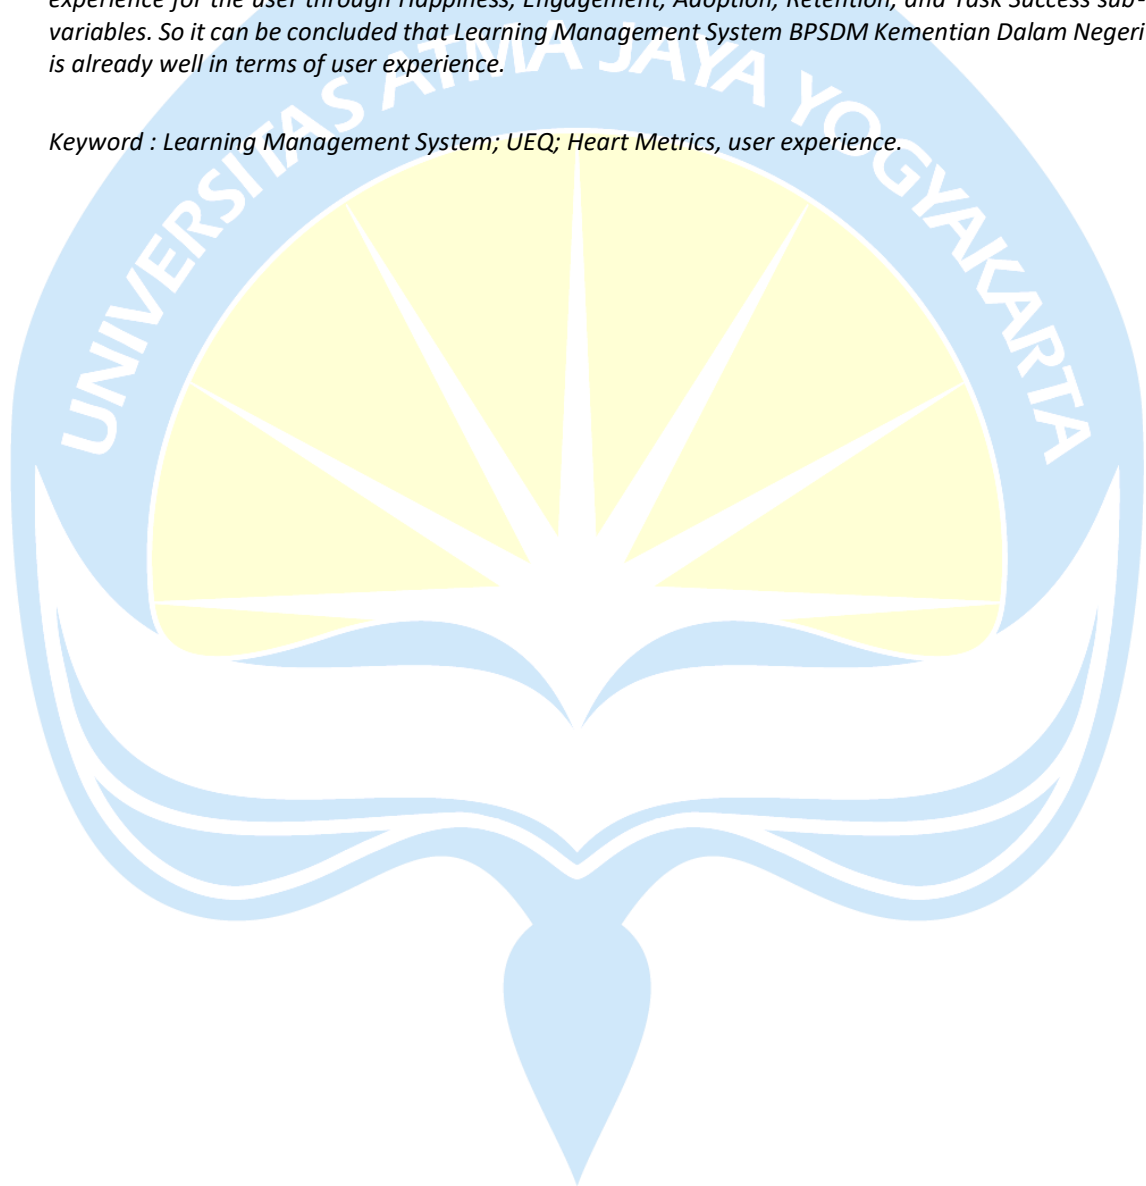 experience for the user through Happiness, Engagement, Adoption, Retention, and Task Success sub-
variables. So it can be concluded that Learning Management System BPSDM Kementian Dalam Negeri
is already well in terms of user experience.
Keyword : Learning Management System; UEQ; Heart Metrics, user experience.
UNIVERSITAS ATMA JAYA YOGYAKARTA